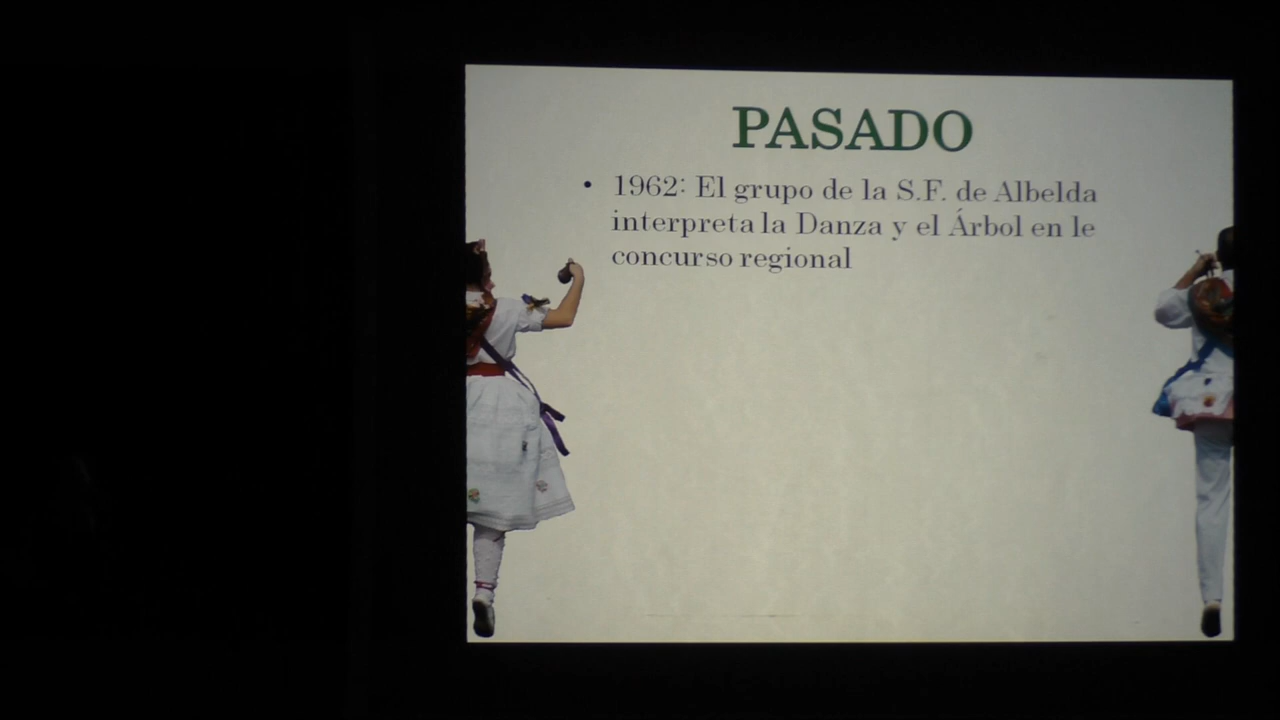 PASADO
• 1962: El grupo de la S.F. de Albelda
interpreta la Danza y el Árbol en le
concurso regional